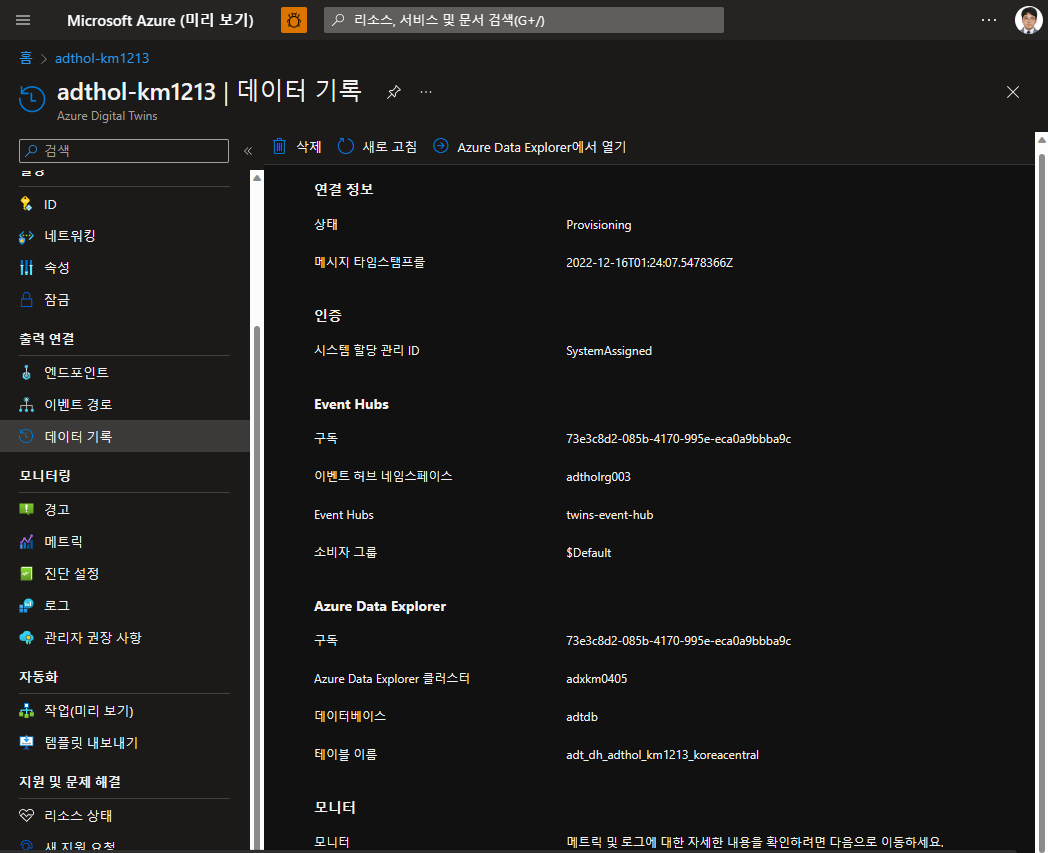 Microsoft Azure (미리 보기)
리소스, 서비스 및 문서 검색(G+/)
홈 > adthol-km1213
adthol-km1213 | 데이터 기록
Azure Digital Twins
검색
삭제
새로 고침
Azure Data Explorer에서 열기
ID
네트워킹
속성
잠금
출력 연결
엔드포인트
이벤트 경로
데이터 기록
모니터링
경고
메트릭
진단 설정
로그
관리자 권장 사항
자동화
작업(미리 보기)
템플릿 내보내기
지원 및 문제 해결
리소스 상태
새 지원 요청
연결 정보
상태 Provisioning
메시지 타임스탬프를 2022-12-16T01:24:07.5478366Z
인증
시스템 할당 관리 ID SystemAssigned
Event Hubs
구독 73e3c8d2-085b-4170-995e-eca0a9bbba9c
이벤트 허브 네임스페이스 adtholrg003
Event Hubs twins-event-hub
소비자 그룹 $Default
Azure Data Explorer
구독 73e3c8d2-085b-4170-995e-eca0a9bbba9c
Azure Data Explorer 클러스터 adxkm0405
데이터베이스 adtdb
테이블 이름 adt_dh_adthol_km1213_koreacentral
모니터
모니터 메트릭 및 로그에 대한 자세한 내용을 확인하려면 다음으로 이동하세요.